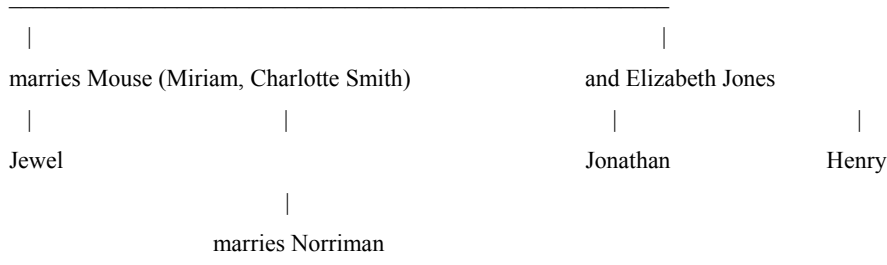 marries Mouse (Miriam, Charlotte Smith) and Elizabeth Jones
Jewel Jonathan Henry
marries Norriman